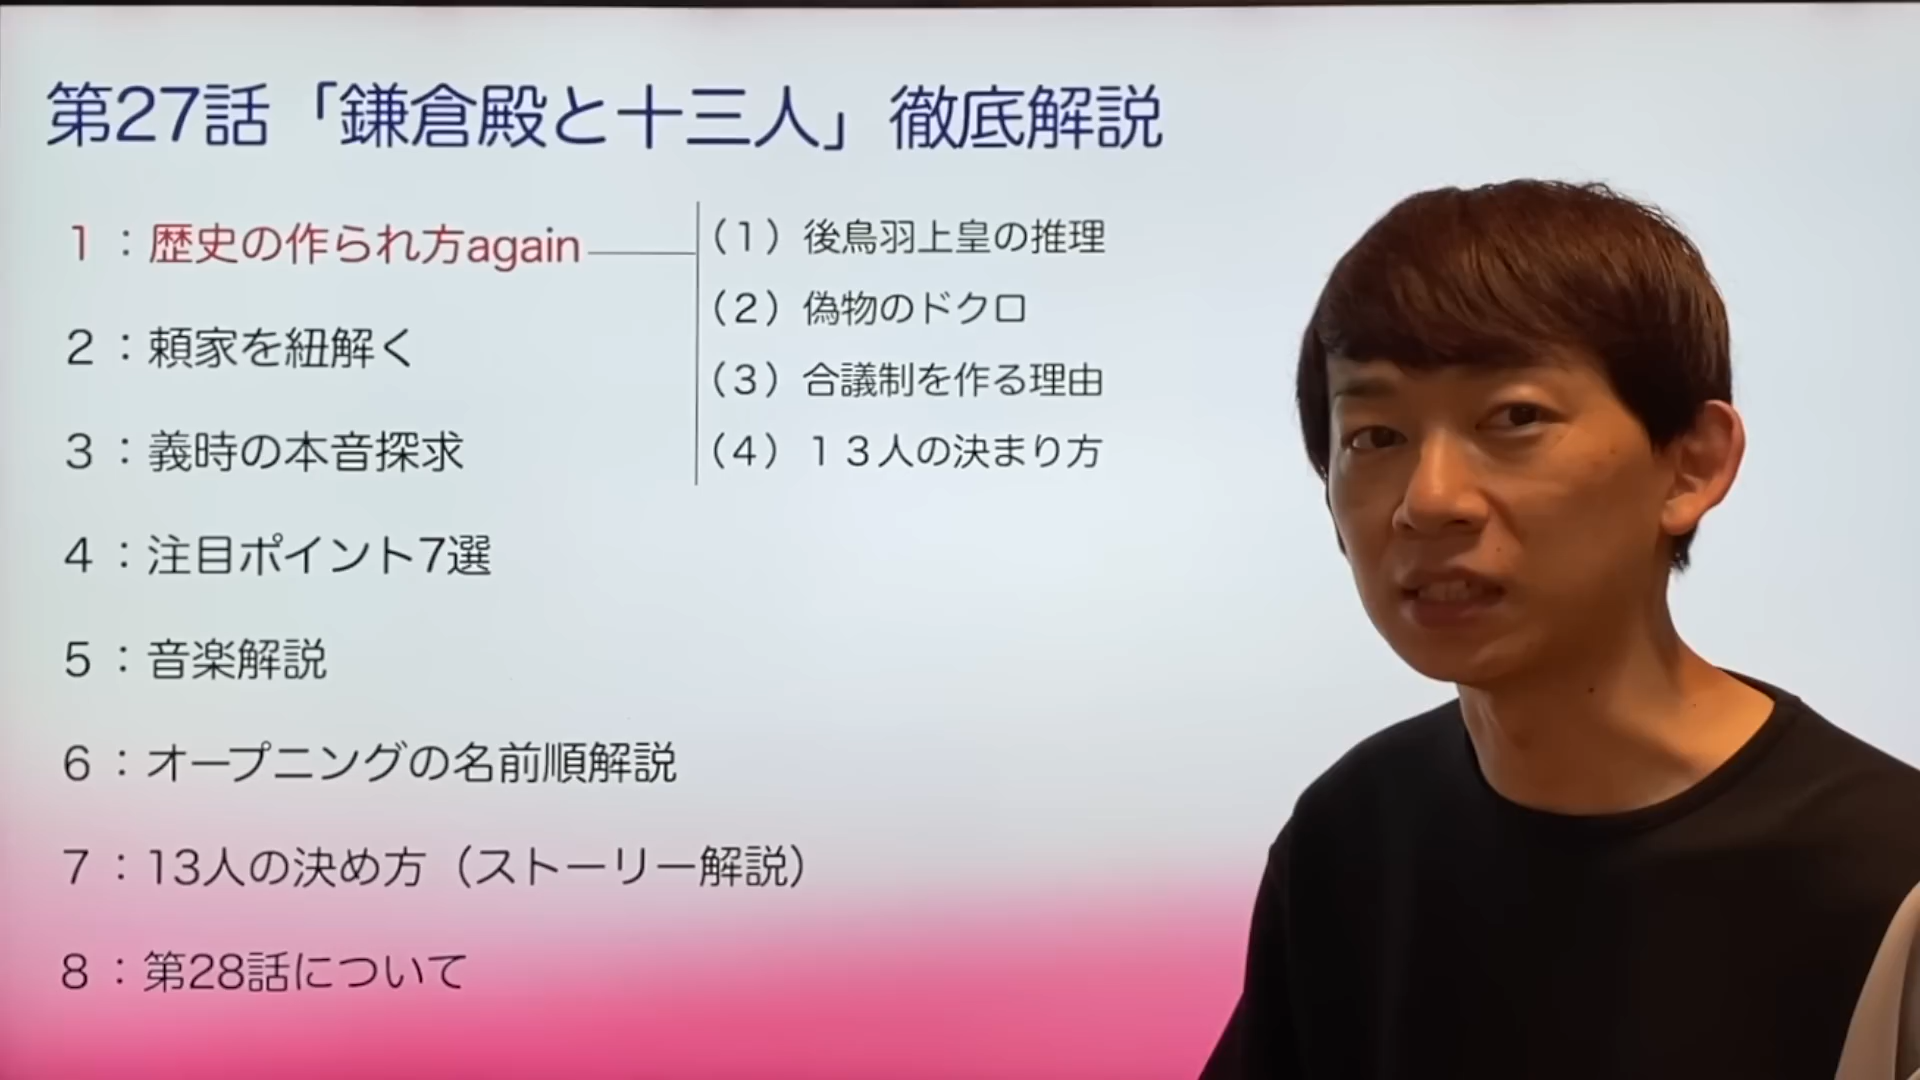 第27話「鎌倉殿と十三人」徹底解説
1：歴史の作られ方again
（1）後鳥羽上皇の推理
（2）偽物のドクロ
（3）合議制を作る理由
（4）１３人の決まり方
2：頼家を紐解く
3：義時の本音探求
4：注目ポイント7選
5：音楽解説
6：オープニングの名前順解説
7：13人の決め方（ストーリー解説）
8：第28話について